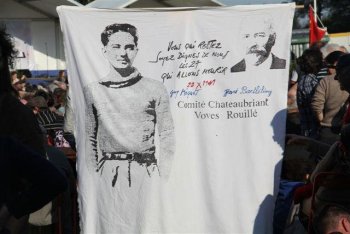 Vous qui restez
Soyez Dignes de nous
les 27
qui allons mourir
22 X 1941
Guy Moquet
Comité Chateaubriant
Voves Rouillé